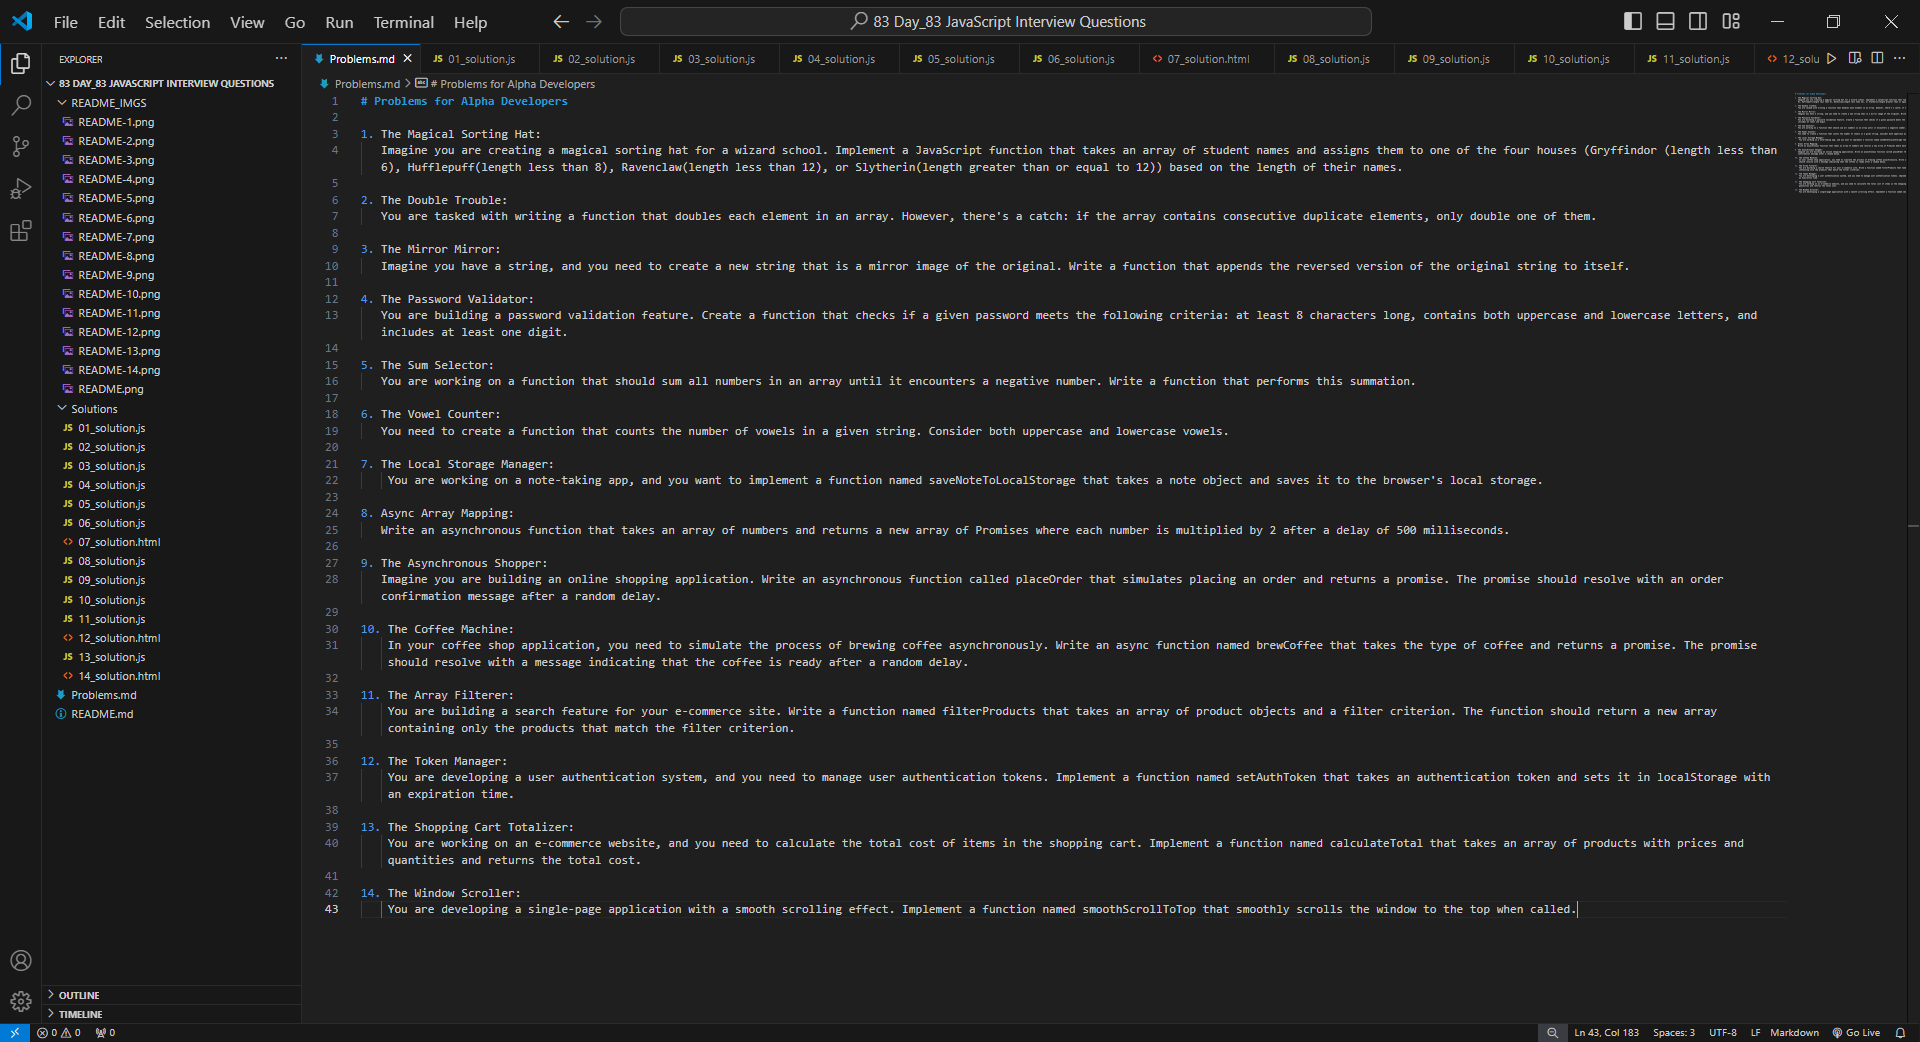 File Edit Selection View Go Run Terminal Help
83 Day_83 JavaScript Interview Questions
EXPLORER
83 DAY_83 JAVASCRIPT INTERVIEW QUESTIONS
README_IMGS
README-1.png
README-2.png
README-3.png
README-4.png
README-5.png
README-6.png
README-7.png
README-8.png
README-9.png
README-10.png
README-11.png
README-12.png
README-13.png
README-14.png
README.png
Solutions
JS 01_solution.js
JS 02_solution.js
JS 03_solution.js
JS 04_solution.js
JS 05_solution.js
JS 06_solution.js
<> 07_solution.html
JS 08_solution.js
JS 09_solution.js
JS 10_solution.js
JS 11_solution.js
<> 12_solution.html
JS 13_solution.js
<> 14_solution.html
Problems.md
README.md
OUTLINE
TIMELINE
Problems.md JS 01_solution.js JS 02_solution.js JS 03_solution.js JS 04_solution.js JS 05_solution.js JS 06_solution.js <> 07_solution.html JS 08_solution.js JS 09_solution.js JS 10_solution.js JS 11_solution.js <> 12_solu
Problems.md > # Problems for Alpha Developers
1 # Problems for Alpha Developers
2
3 1. The Magical Sorting Hat:
4 Imagine you are creating a magical sorting hat for a wizard school. Implement a JavaScript function that takes an array of student names and assigns them to one of the four houses (Gryffindor (length less than
6), Hufflepuff(length less than 8), Ravenclaw(length less than 12), or Slytherin(length greater than or equal to 12)) based on the length of their names.
5
6 2. The Double Trouble:
7 You are tasked with writing a function that doubles each element in an array. However, there's a catch: if the array contains consecutive duplicate elements, only double one of them.
8
9 3. The Mirror Mirror:
10 Imagine you have a string, and you need to create a new string that is a mirror image of the original. Write a function that appends the reversed version of the original string to itself.
11
12 4. The Password Validator:
13 You are building a password validation feature. Create a function that checks if a given password meets the following criteria: at least 8 characters long, contains both uppercase and lowercase letters, and
includes at least one digit.
14
15 5. The Sum Selector:
16 You are working on a function that should sum all numbers in an array until it encounters a negative number. Write a function that performs this summation.
17
18 6. The Vowel Counter:
19 You need to create a function that counts the number of vowels in a given string. Consider both uppercase and lowercase vowels.
20
21 7. The Local Storage Manager:
22 You are working on a note-taking app, and you want to implement a function named saveNoteToLocalStorage that takes a note object and saves it to the browser's local storage.
23
24 8. Async Array Mapping:
25 Write an asynchronous function that takes an array of numbers and returns a new array of Promises where each number is multiplied by 2 after a delay of 500 milliseconds.
26
27 9. The Asynchronous Shopper:
28 Imagine you are building an online shopping application. Write an asynchronous function called placeOrder that simulates placing an order and returns a promise. The promise should resolve with an order
confirmation message after a random delay.
29
30 10. The Coffee Machine:
31 In your coffee shop application, you need to simulate the process of brewing coffee asynchronously. Write an async function named brewCoffee that takes the type of coffee and returns a promise. The promise
should resolve with a message indicating that the coffee is ready after a random delay.
32
33 11. The Array Filterer:
34 You are building a search feature for your e-commerce site. Write a function named filterProducts that takes an array of product objects and a filter criterion. The function should return a new array
containing only the products that match the filter criterion.
35
36 12. The Token Manager:
37 You are developing a user authentication system, and you need to manage user authentication tokens. Implement a function named setAuthToken that takes an authentication token and sets it in localStorage with
an expiration time.
38
39 13. The Shopping Cart Totalizer:
40 You are working on an e-commerce website, and you need to calculate the total cost of items in the shopping cart. Implement a function named calculateTotal that takes an array of products with prices and
quantities and returns the total cost.
41
42 14. The Window Scroller:
43 You are developing a single-page application with a smooth scrolling effect. Implement a function named smoothScrollToTop that smoothly scrolls the window to the top when called.
0 0 0 Ln 43, Col 183 Spaces: 3 UTF-8 LF Markdown Go Live